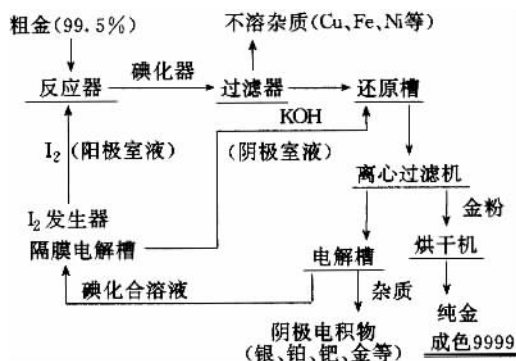 粗金(99.5%)
不溶杂质(Cu、Fe、Ni等)
反应器
碘化器
过滤器
还原槽
KOH
I₂(阳极室液)
(阴极室液)
离心过滤机
I₂发生器
金粉
隔膜电解槽
电解槽
烘干机
碘化合溶液
杂质
纯金
阴极电积物
成色9999
(银、铂、钯、金等)